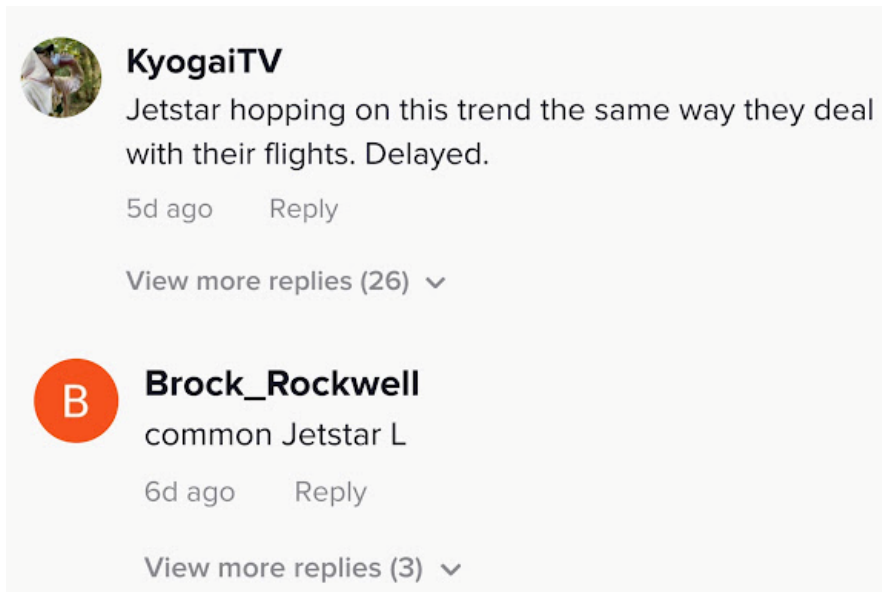 KyogaiTV
Jetstar hopping on this trend the same way they deal
with their flights. Delayed.
5d ago Reply
View more replies (26)
B
Brock_Rockwell
common Jetstar L
6d ago Reply
View more replies (3)